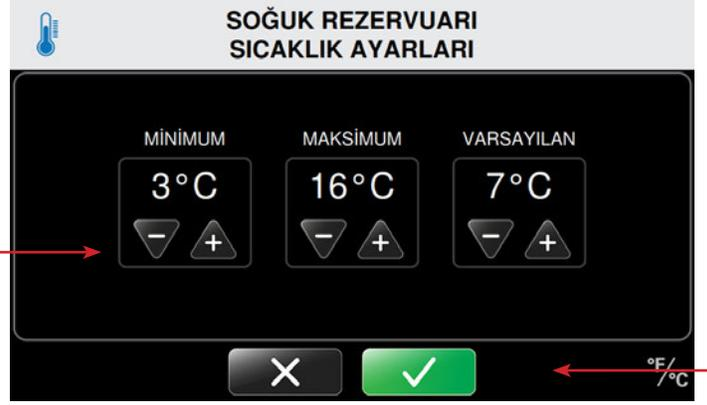 SOĞUK REZERVUARI
SICAKLIK AYARLARI
MİNİMUM MAKSİMUM VARSAYILAN
3°C 16°C 7°C
− + − + − +
°F/°C